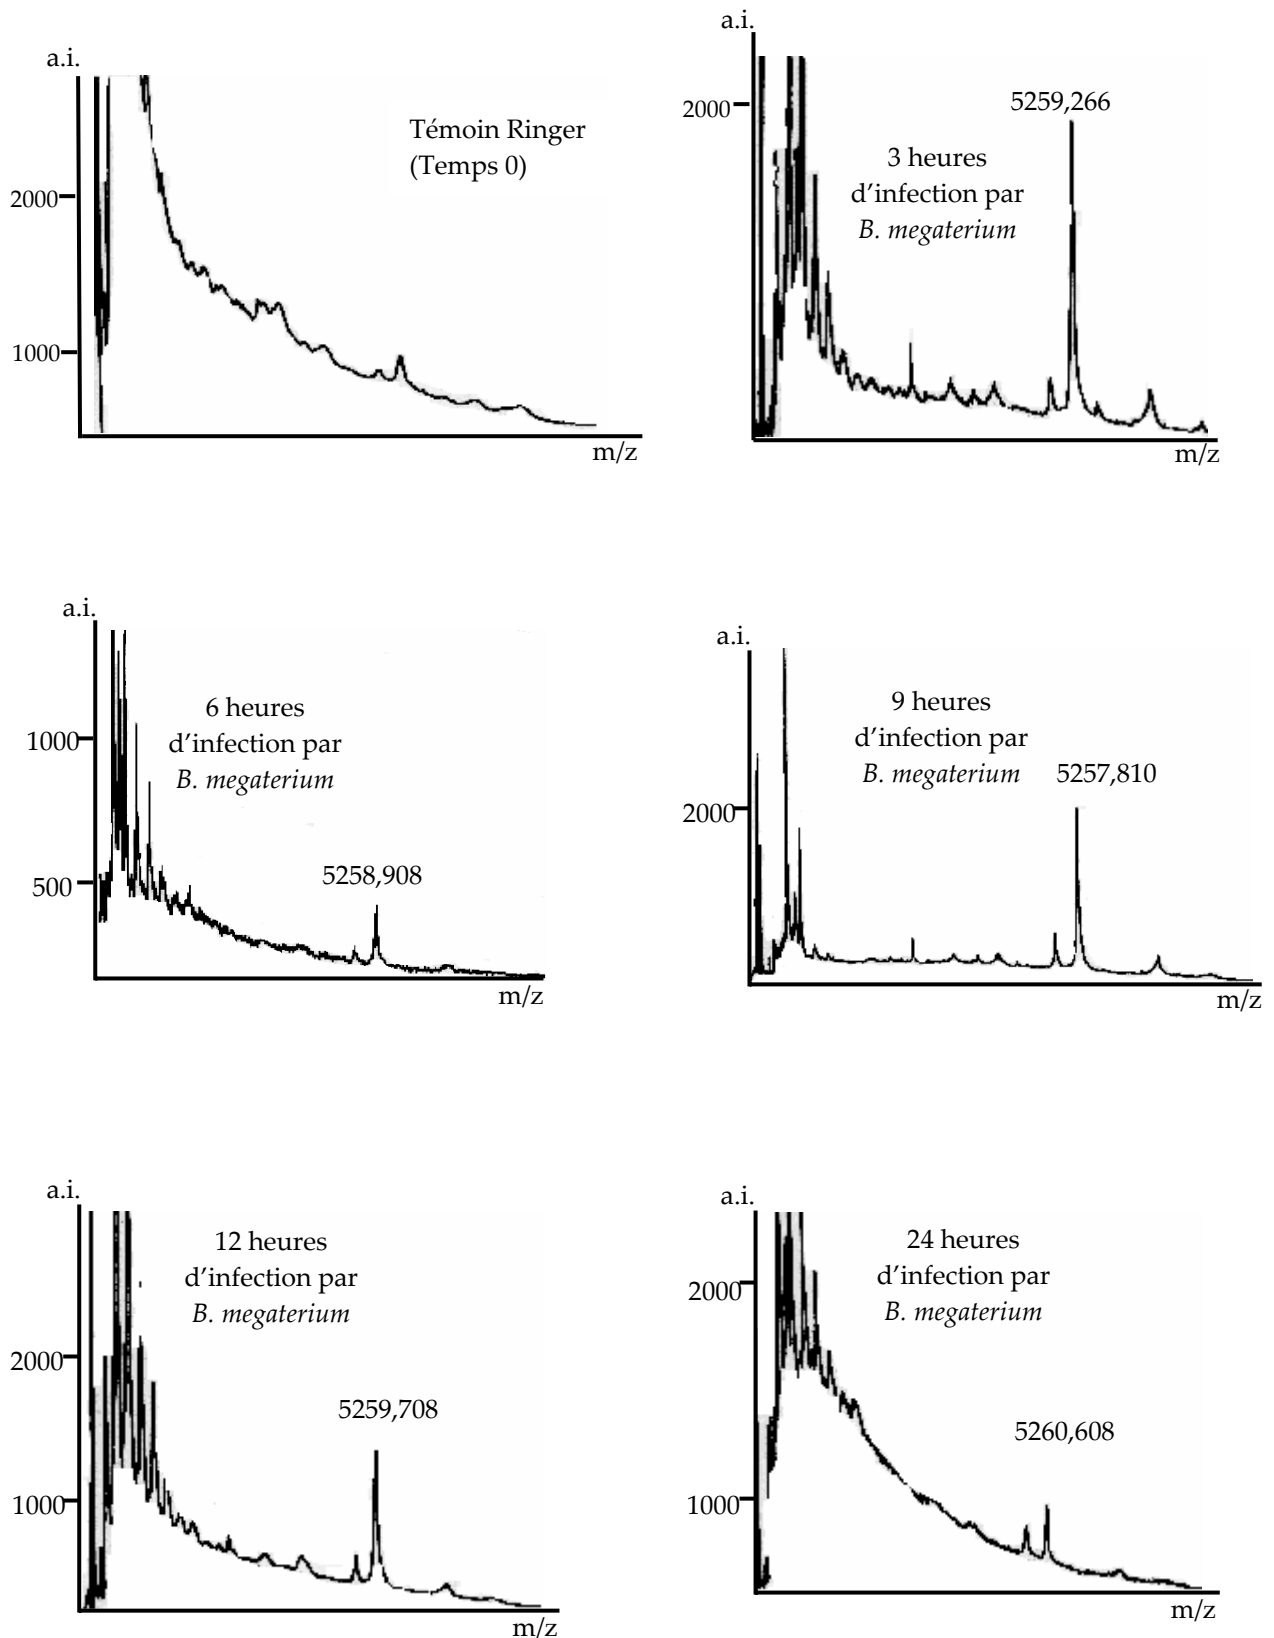 a.i.
Témoin Ringer
(Temps 0)
2000
1000
m/z
a.i.
2000
5259,266
3 heures
d'infection par
B. megaterium
m/z
a.i.
6 heures
d'infection par
B. megaterium
1000
500
5258,908
m/z
a.i.
9 heures
d'infection par
B. megaterium
5257,810
2000
m/z
a.i.
12 heures
d'infection par
B. megaterium
2000
5259,708
1000
m/z
a.i.
24 heures
d'infection par
B. megaterium
2000
5260,608
1000
m/z